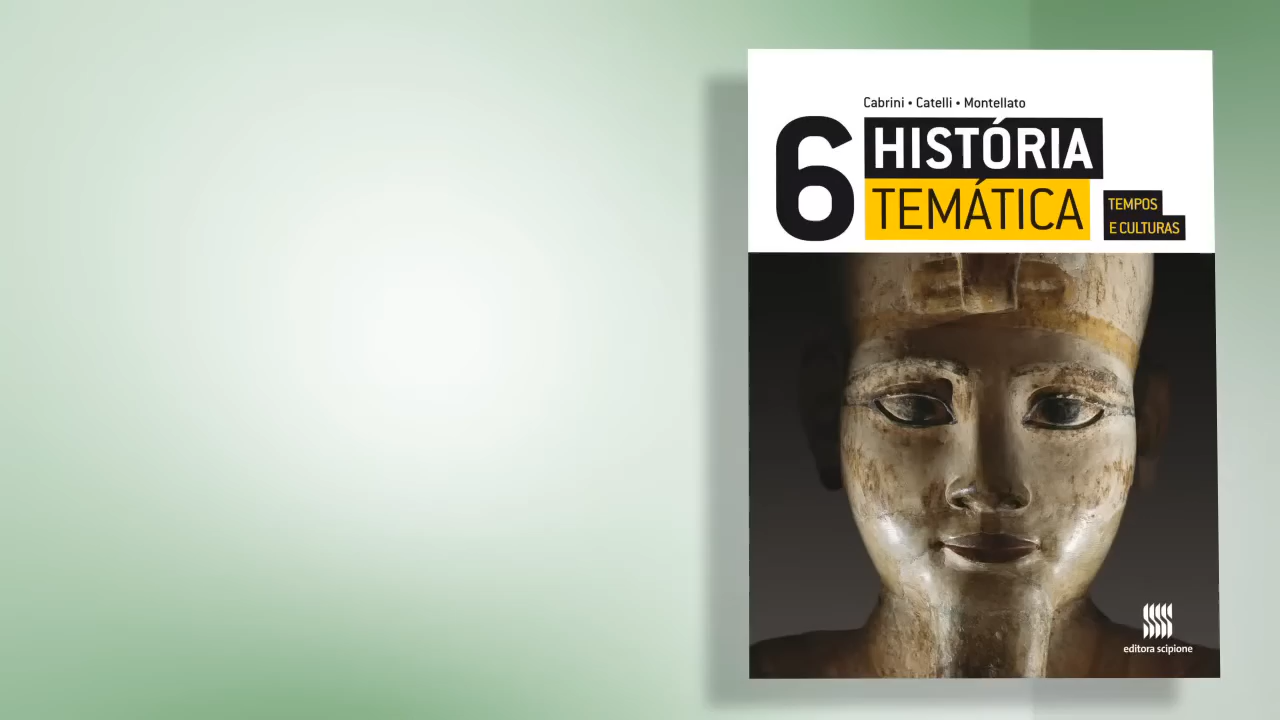 Cabrini • Catelli • Montellato
6 HISTÓRIA
TEMÁTICA
TEMPOS
E CULTURAS
editora scipione